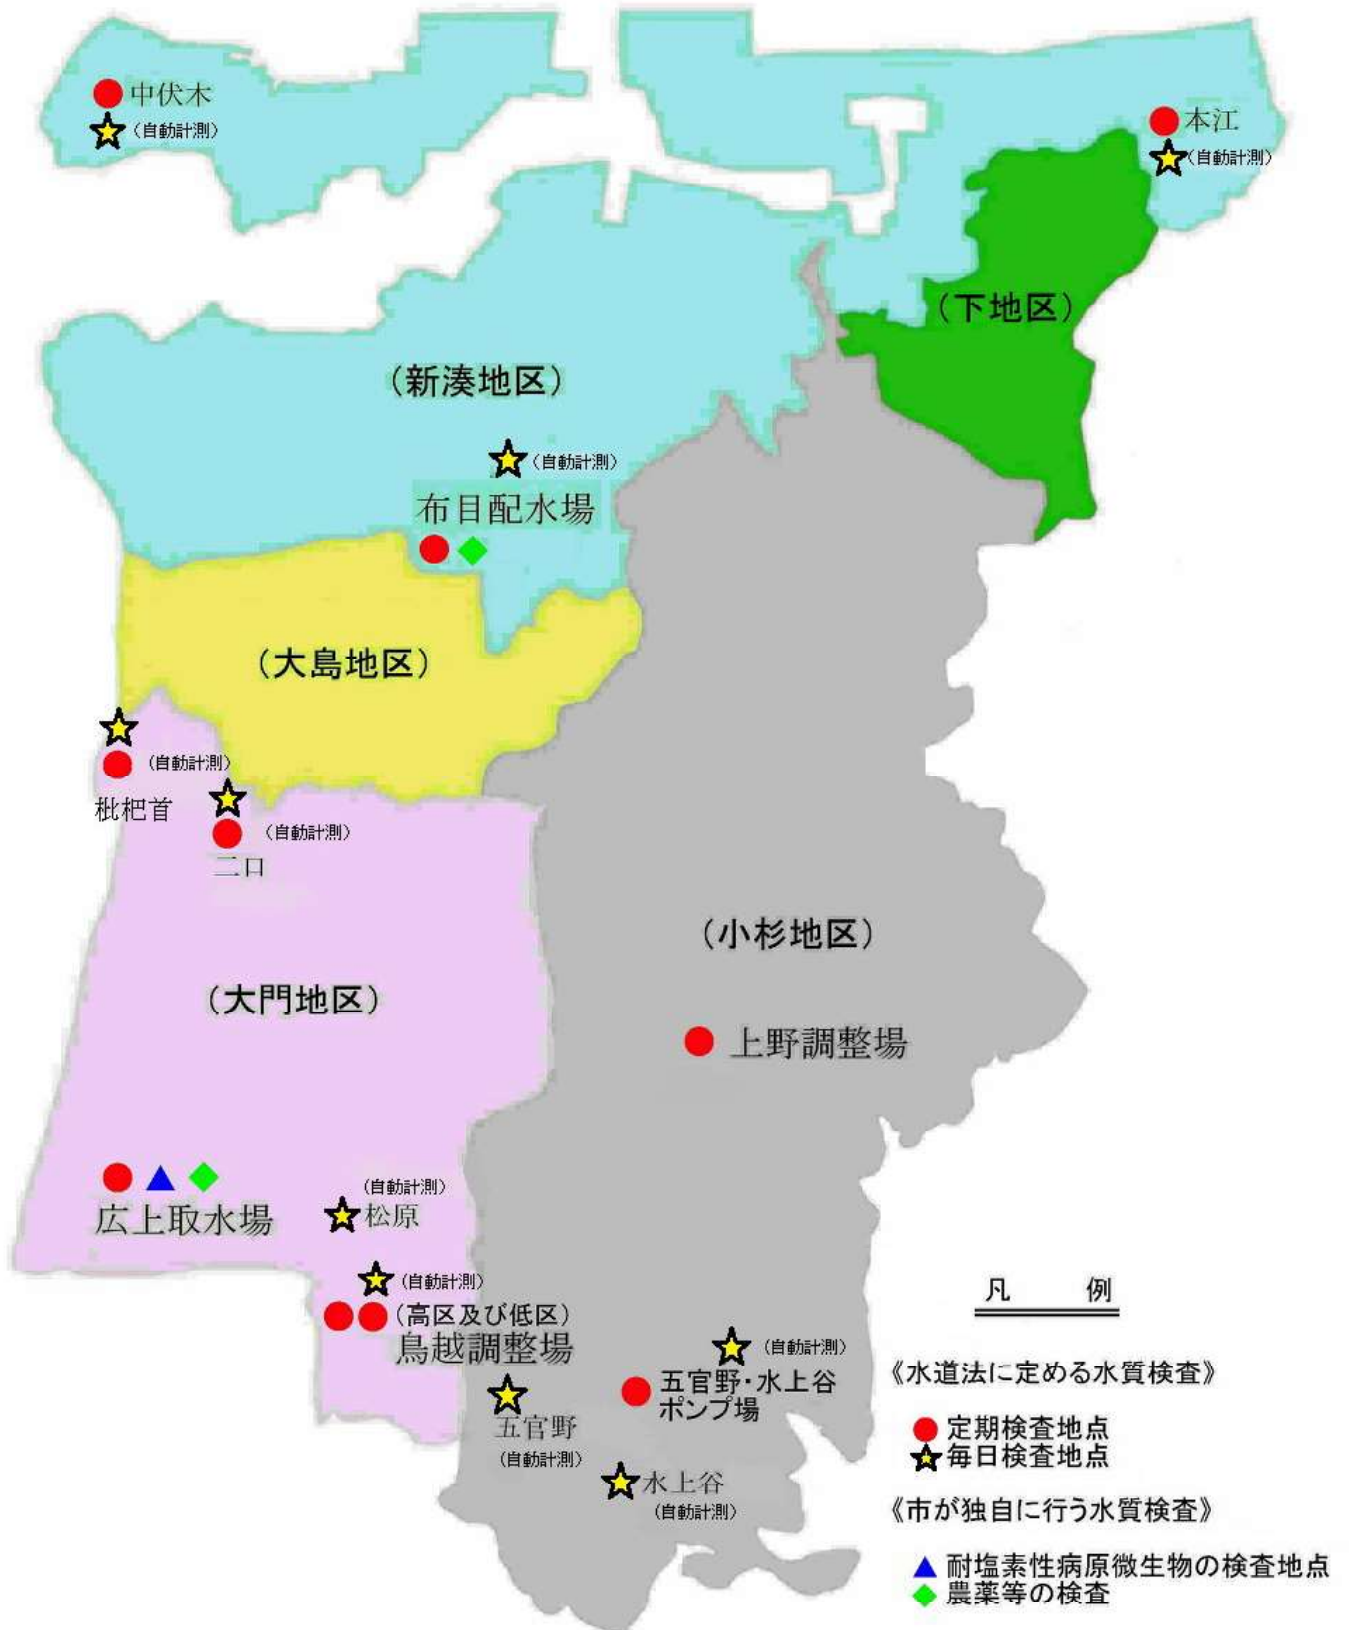 中伏木
（自動計測）
本江
（自動計測）
（下地区）
（新湊地区）
（自動計測）
布目配水場
（大島地区）
（自動計測）
枇杷首
（自動計測）
二口
（小杉地区）
（大門地区）
上野調整場
（自動計測）
松原
広上取水場
（自動計測）
（高区及び低区）
鳥越調整場
（自動計測）
五官野・水上谷
ポンプ場
五官野
（自動計測）
水上谷
（自動計測）
凡　例
《水道法に定める水質検査》
定期検査地点
毎日検査地点
《市が独自に行う水質検査》
耐塩素性病原微生物の検査地点
農薬等の検査